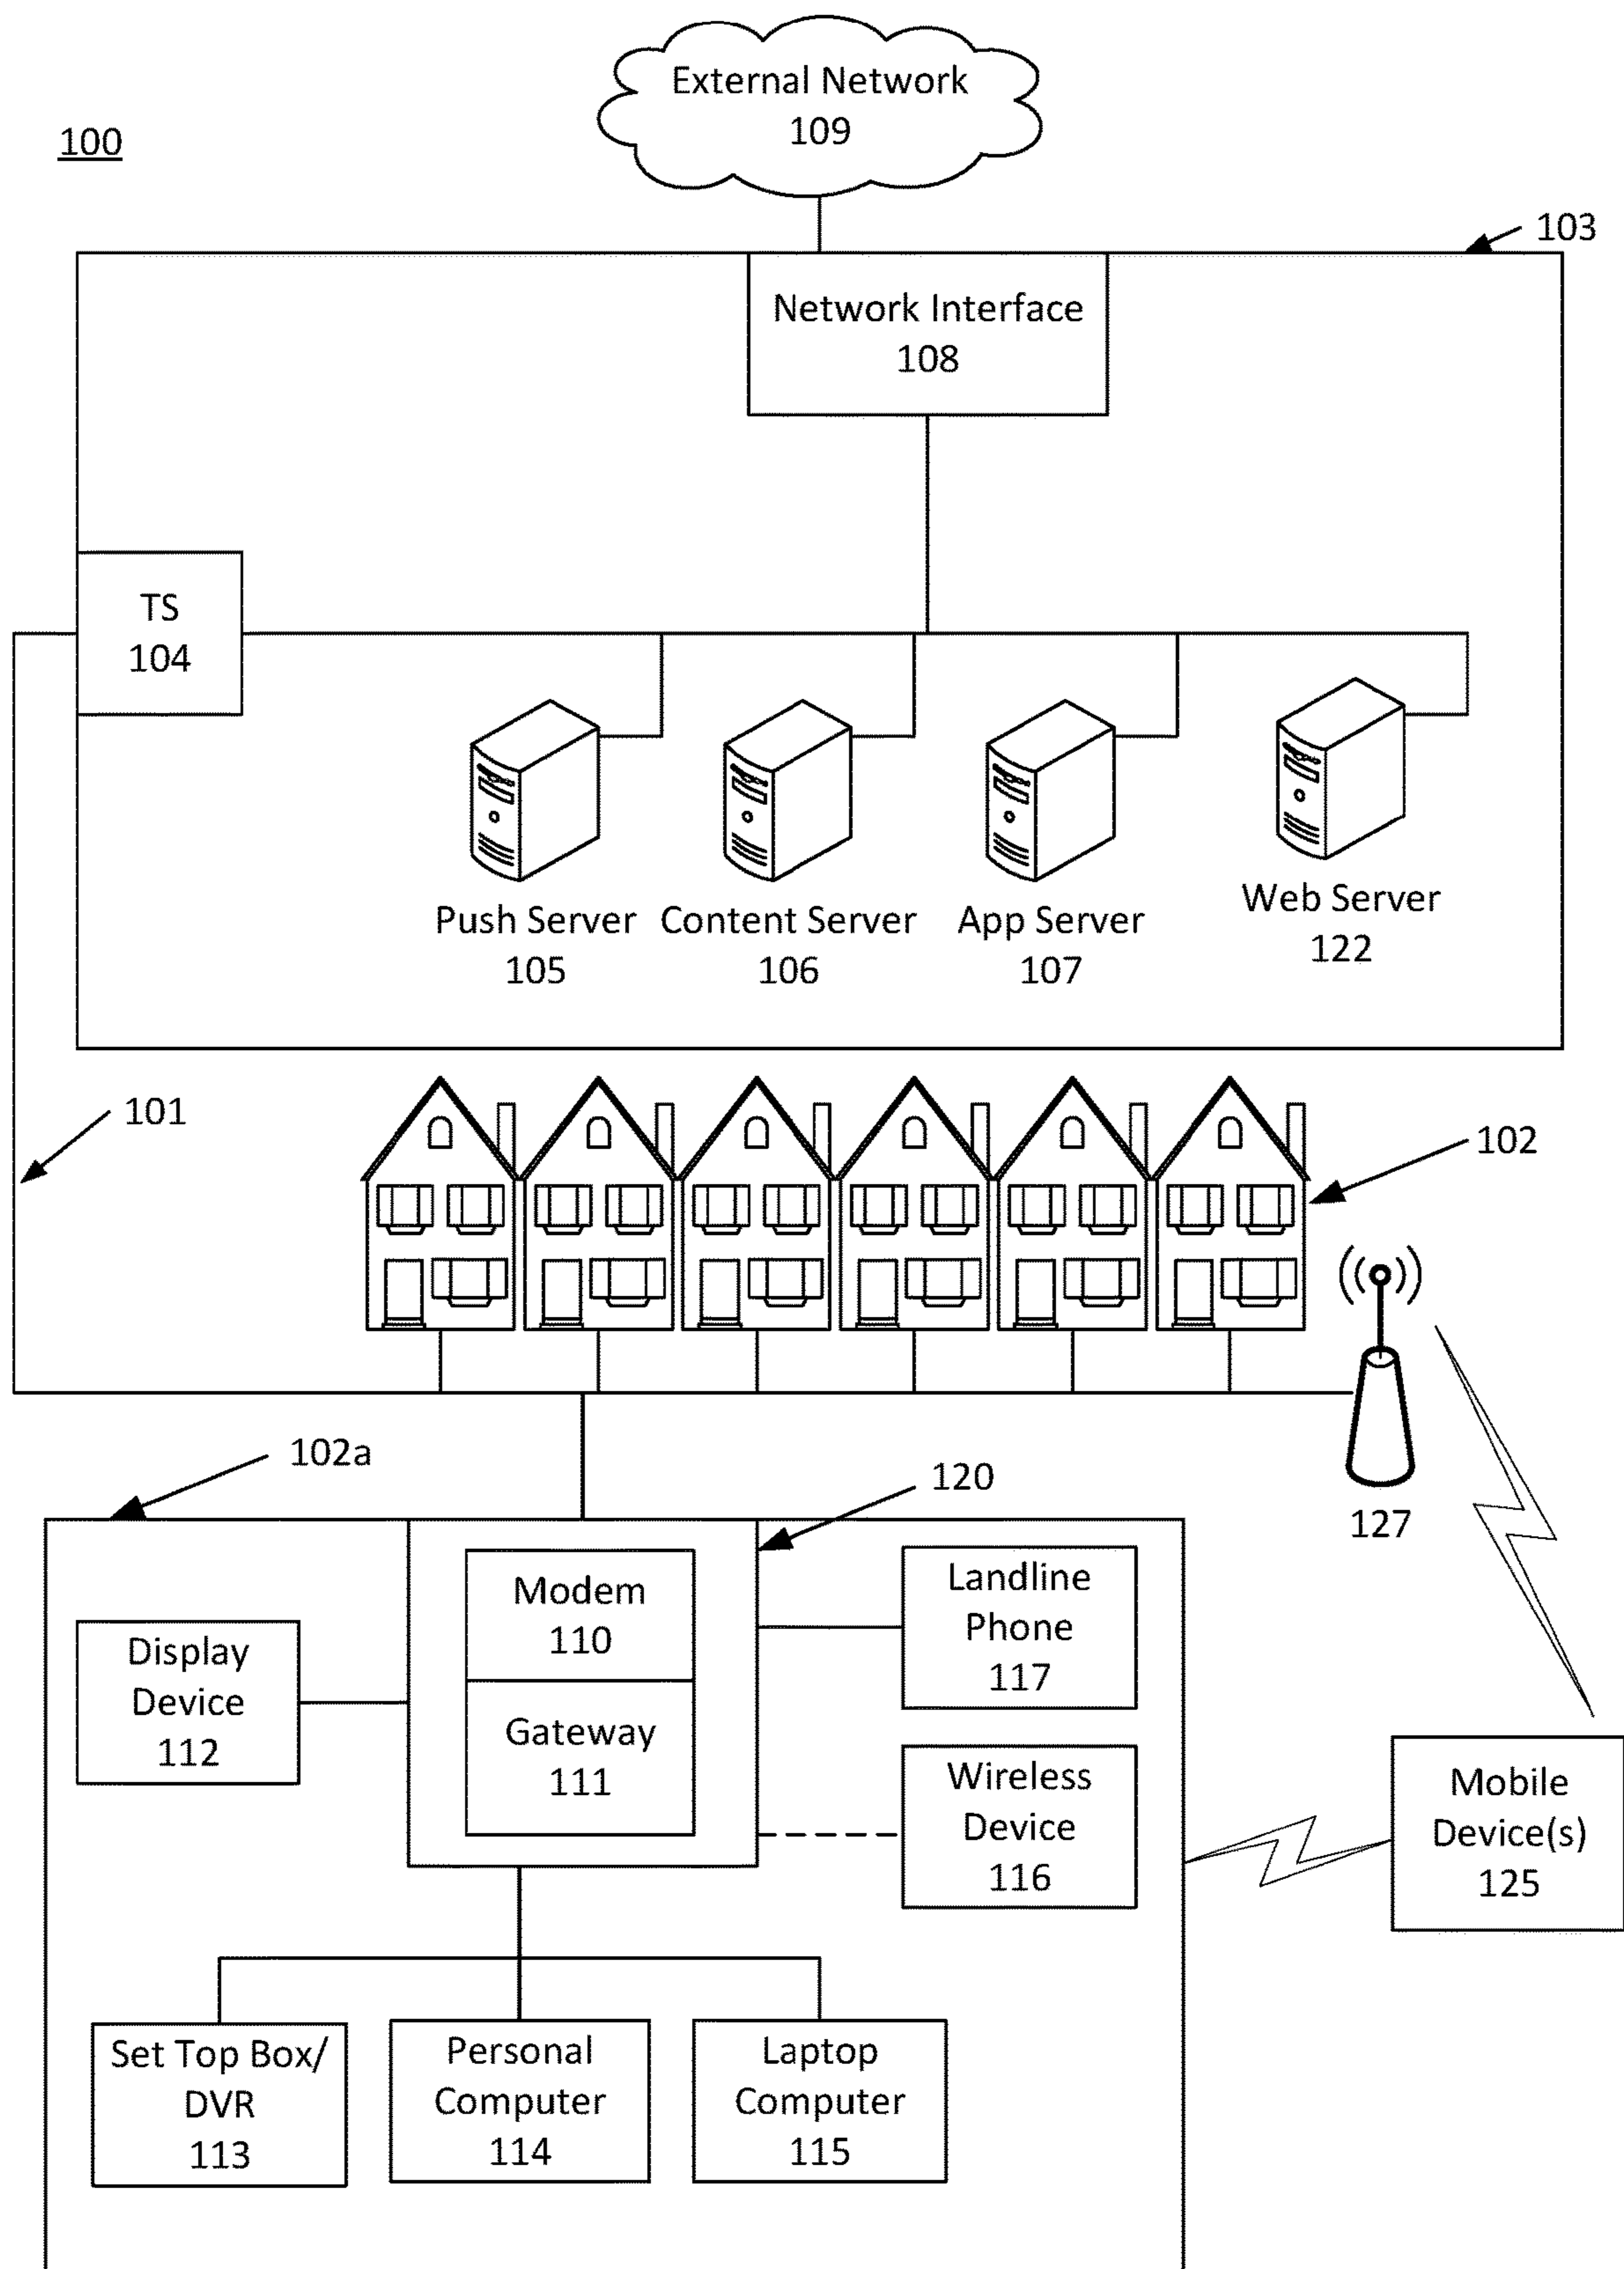 External Network
109
100
103
Network Interface
108
TS
104
Push Server
105
Content Server
106
App Server
107
Web Server
122
101
102
127
102a
120
Modem
110
Gateway
111
Display
Device
112
Landline
Phone
117
Wireless
Device
116
Mobile
Device(s)
125
Set Top Box/
DVR
113
Personal
Computer
114
Laptop
Computer
115